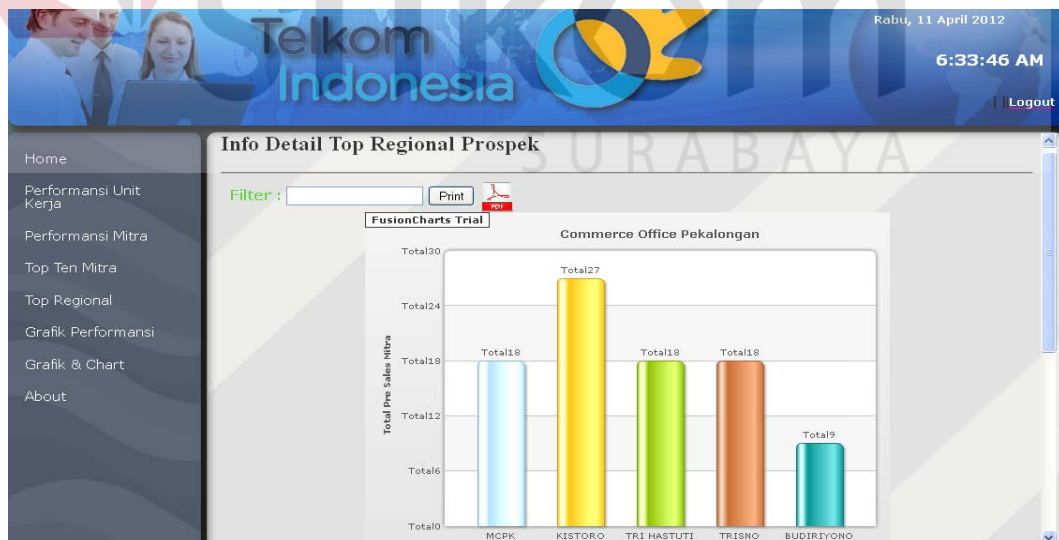 Stikom
SURABAYA
Telkom
Indonesia
Rabu, 11 April 2012
6:33:46 AM
[ ]|Logout
Home
Performansi Unit
Kerja
Performansi Mitra
Top Ten Mitra
Top Regional
Grafik Performansi
Grafik & Chart
About
Info Detail Top Regional Prospek
Filter :
Print
PDF
FusionCharts Trial
Commerce Office Pekalongan
Total Pre Sales Mitra
Total30
Total24
Total18
Total12
Total6
Total0
Total18
Total27
Total18
Total18
Total9
MCPK
KISTORO
TRI HASTUTI
TRISNO
BUDIRIYONO